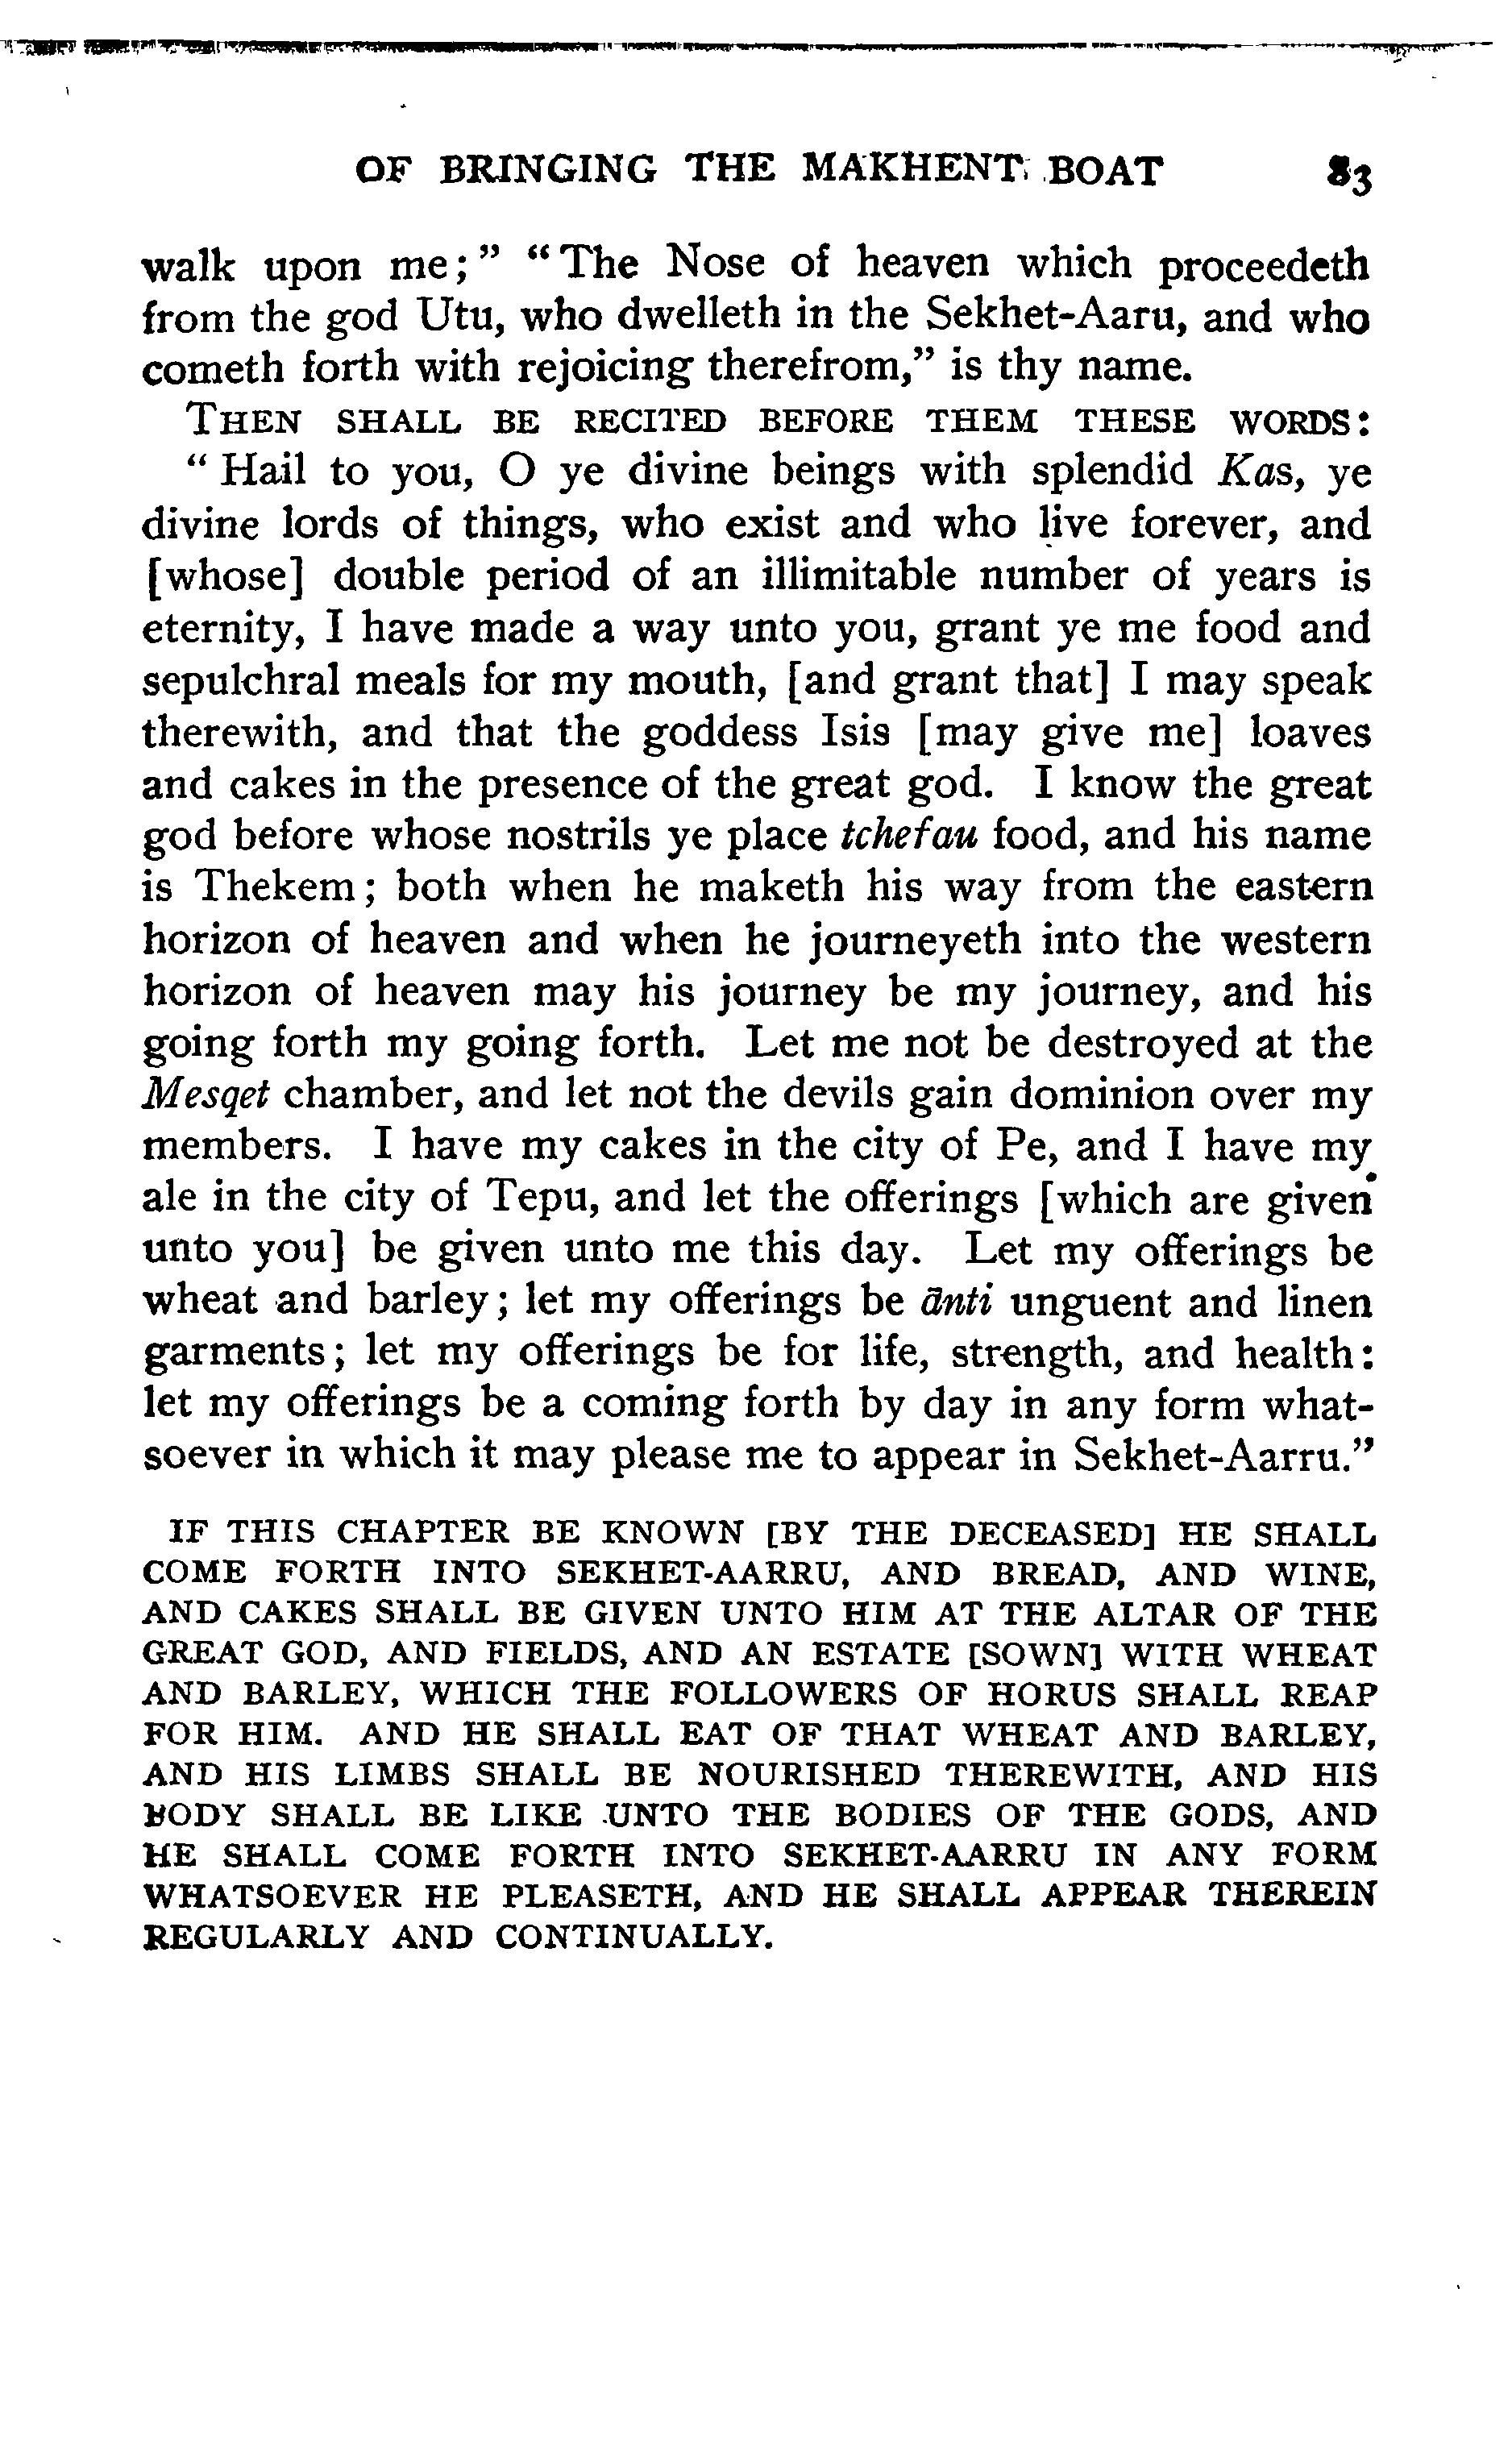 OF BRINGING THE MAKHENT BOAT 83
walk upon me;” “The Nose of heaven which proceedeth
from the god Utu, who dwelleth in the Sekhet-Aaru, and who
cometh forth with rejoicing therefrom,” is thy name.
THEN SHALL BE RECITED BEFORE THEM THESE WORDS:
“Hail to you, O ye divine beings with splendid Kas, ye
divine lords of things, who exist and who live forever, and
[whose] double period of an illimitable number of years is
eternity, I have made a way unto you, grant ye me food and
sepulchral meals for my mouth, [and grant that] I may speak
therewith, and that the goddess Isis [may give me] loaves
and cakes in the presence of the great god. I know the great
god before whose nostrils ye place tchefau food, and his name
is Thekem; both when he maketh his way from the eastern
horizon of heaven and when he journeyeth into the western
horizon of heaven may his journey be my journey, and his
going forth my going forth. Let me not be destroyed at the
Mesqet chamber, and let not the devils gain dominion over my
members. I have my cakes in the city of Pe, and I have my
ale in the city of Tepu, and let the offerings [which are given
unto you] be given unto me this day. Let my offerings be
wheat and barley; let my offerings be ānti unguent and linen
garments; let my offerings be for life, strength, and health:
let my offerings be a coming forth by day in any form what-
soever in which it may please me to appear in Sekhet-Aarru.”
IF THIS CHAPTER BE KNOWN [BY THE DECEASED] HE SHALL
COME FORTH INTO SEKHET-AARRU, AND BREAD, AND WINE,
AND CAKES SHALL BE GIVEN UNTO HIM AT THE ALTAR OF THE
GREAT GOD, AND FIELDS, AND AN ESTATE [SOWN] WITH WHEAT
AND BARLEY, WHICH THE FOLLOWERS OF HORUS SHALL REAP
FOR HIM. AND HE SHALL EAT OF THAT WHEAT AND BARLEY,
AND HIS LIMBS SHALL BE NOURISHED THEREWITH, AND HIS
BODY SHALL BE LIKE UNTO THE BODIES OF THE GODS, AND
HE SHALL COME FORTH INTO SEKHET-AARRU IN ANY FORM
WHATSOEVER HE PLEASETH, AND HE SHALL APPEAR THEREIN
REGULARLY AND CONTINUALLY.